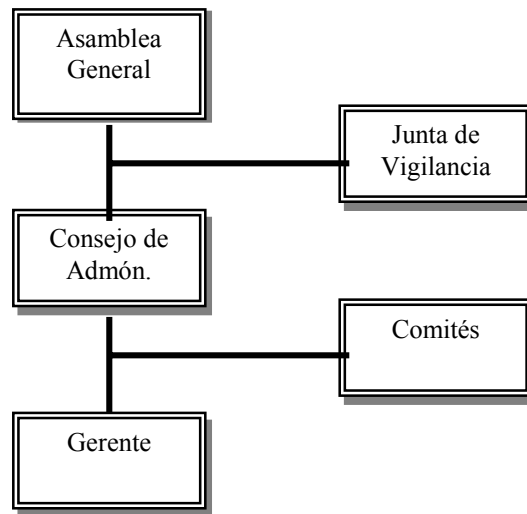 Asamblea
General
Junta de
Vigilancia
Consejo de
Admón.
Comités
Gerente